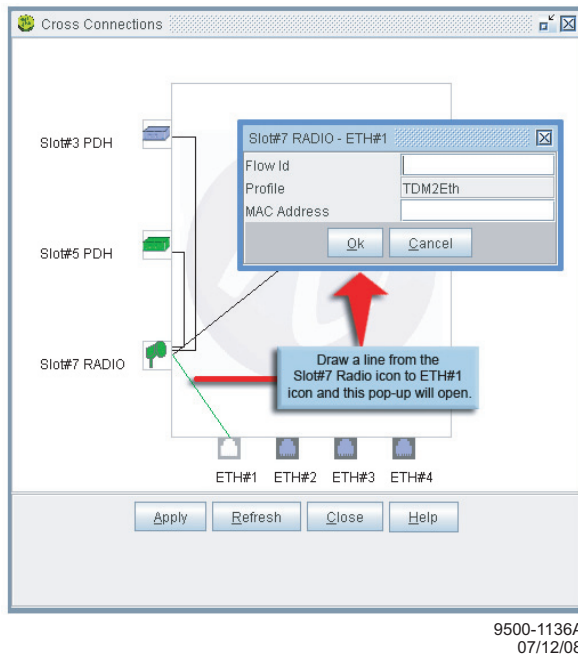 Cross Connections
Slot#3 PDH
Slot#5 PDH
Slot#7 RADIO
Slot#7 RADIO - ETH#1
Flow Id
Profile TDM2Eth
MAC Address
Ok Cancel
Draw a line from the
Slot#7 Radio icon to ETH#1
icon and this pop-up will open.
ETH#1 ETH#2 ETH#3 ETH#4
Apply Refresh Close Help
9500-1136A
07/12/08